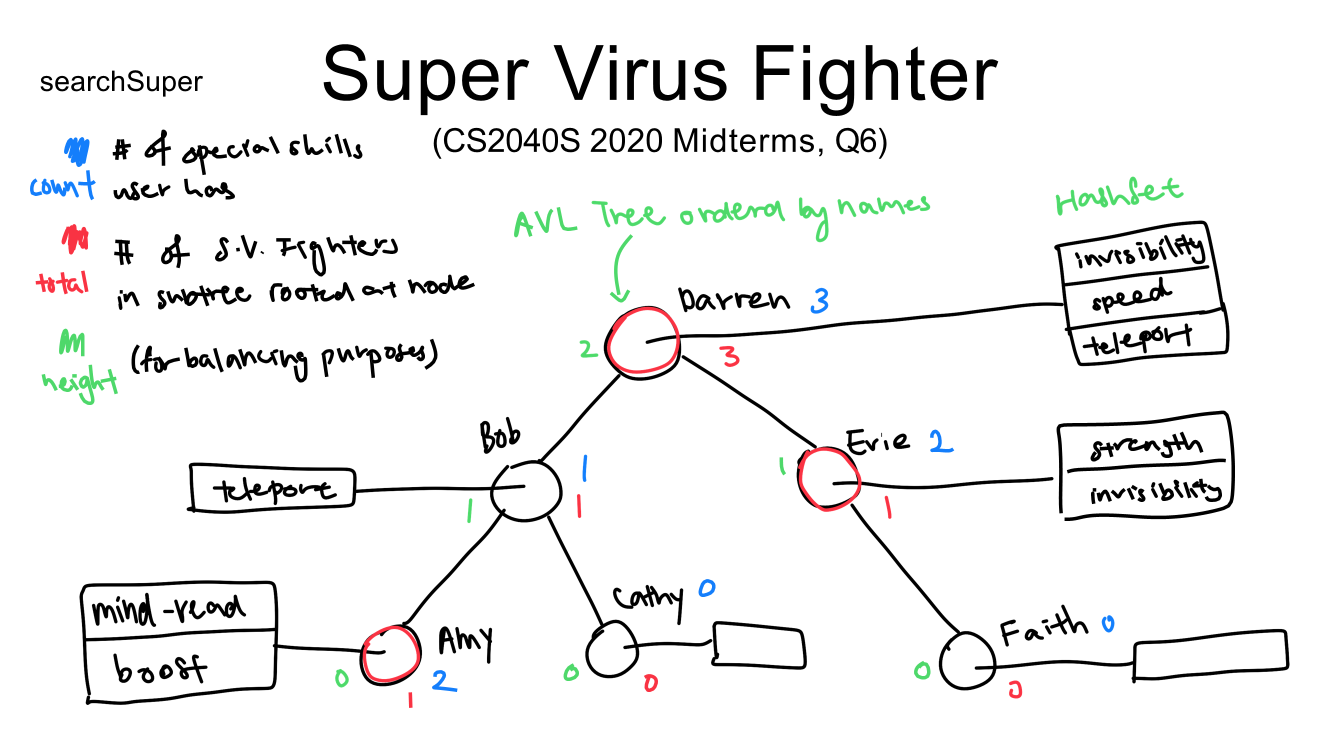 Super Virus Fighter
searchSuper
(CS2040S 2020 Midterms, Q6)
# of special skills
count user has
# of S.V. Fighters
total in subtree rooted at node
(for balancing purposes)
height
AVL Tree ordered by names
HashSet
invisibility
speed
teleport
Darren 3
2
3
Bob
teleport
1
1
1
Erie 2
1
1
strength
invisibility
mind-read
boost
Amy
0
2
1
Cathy 0
0
0
Faith 0
0
0